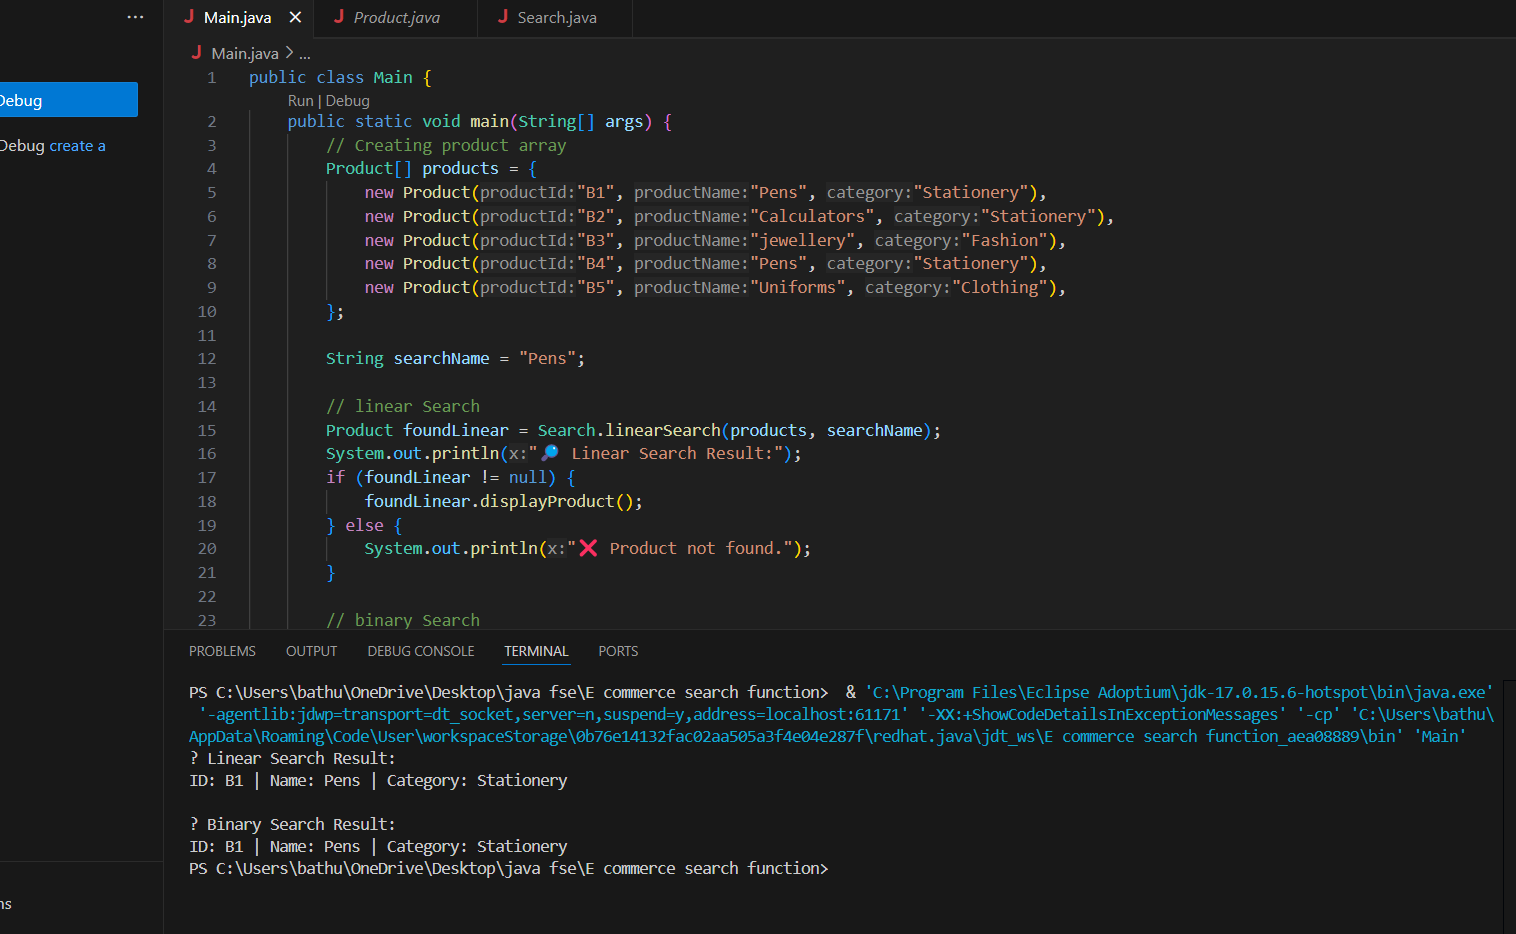 ... J Main.java × J Product.java J Search.java
Debug
Debug create a
J Main.java > ...
1 public class Main {
Run | Debug
2 public static void main(String[] args) {
3 // Creating product array
4 Product[] products = {
5 new Product(productId:"B1", productName:"Pens", category:"Stationery"),
6 new Product(productId:"B2", productName:"Calculators", category:"Stationery"),
7 new Product(productId:"B3", productName:"jewellery", category:"Fashion"),
8 new Product(productId:"B4", productName:"Pens", category:"Stationery"),
9 new Product(productId:"B5", productName:"Uniforms", category:"Clothing"),
10 };
11
12 String searchName = "Pens";
13
14 // linear Search
15 Product foundLinear = Search.linearSearch(products, searchName);
16 System.out.println(x:"🔎 Linear Search Result:");
17 if (foundLinear != null) {
18 foundLinear.displayProduct();
19 } else {
20 System.out.println(x:"❌ Product not found.");
21 }
22
23 // binary Search
PROBLEMS OUTPUT DEBUG CONSOLE TERMINAL PORTS
PS C:\Users\bathu\OneDrive\Desktop\java fse\E commerce search function> & 'C:\Program Files\Eclipse Adoptium\jdk-17.0.15.6-hotspot\bin\java.exe'
'-agentlib:jdwp=transport=dt_socket,server=n,suspend=y,address=localhost:61171' '-XX:+ShowCodeDetailsInExceptionMessages' '-cp' 'C:\Users\bathu\
AppData\Roaming\Code\User\workspaceStorage\0b76e14132fac02aa505a3f4e04e287f\redhat.java\jdt_ws\E commerce search function_aea08889\bin' 'Main'
? Linear Search Result:
ID: B1 | Name: Pens | Category: Stationery
? Binary Search Result:
ID: B1 | Name: Pens | Category: Stationery
PS C:\Users\bathu\OneDrive\Desktop\java fse\E commerce search function>
ns